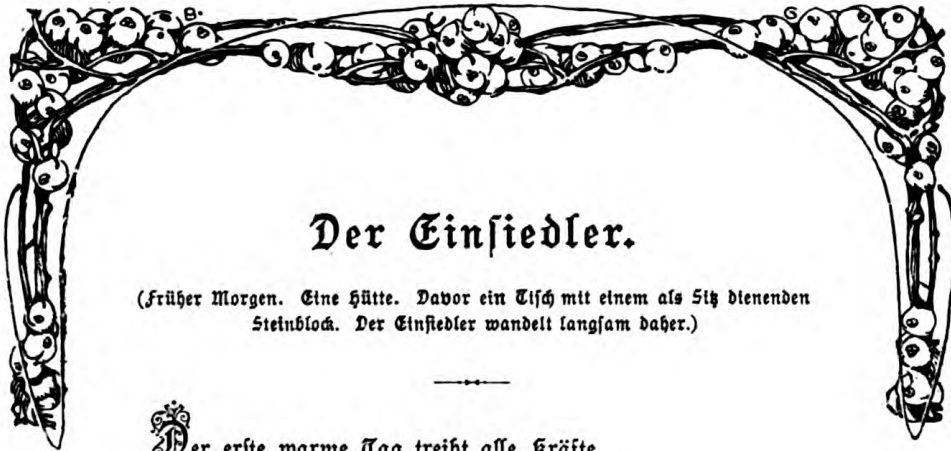 B.
G
Der Einſiedler.
(Früher Morgen. Eine Hütte. Davor ein Tiſch mit einem als Sitz dienenden
Steinblock. Der Einſiedler wandelt langſam daher.)
Der erſte warme Tag treibt alle Kräfte